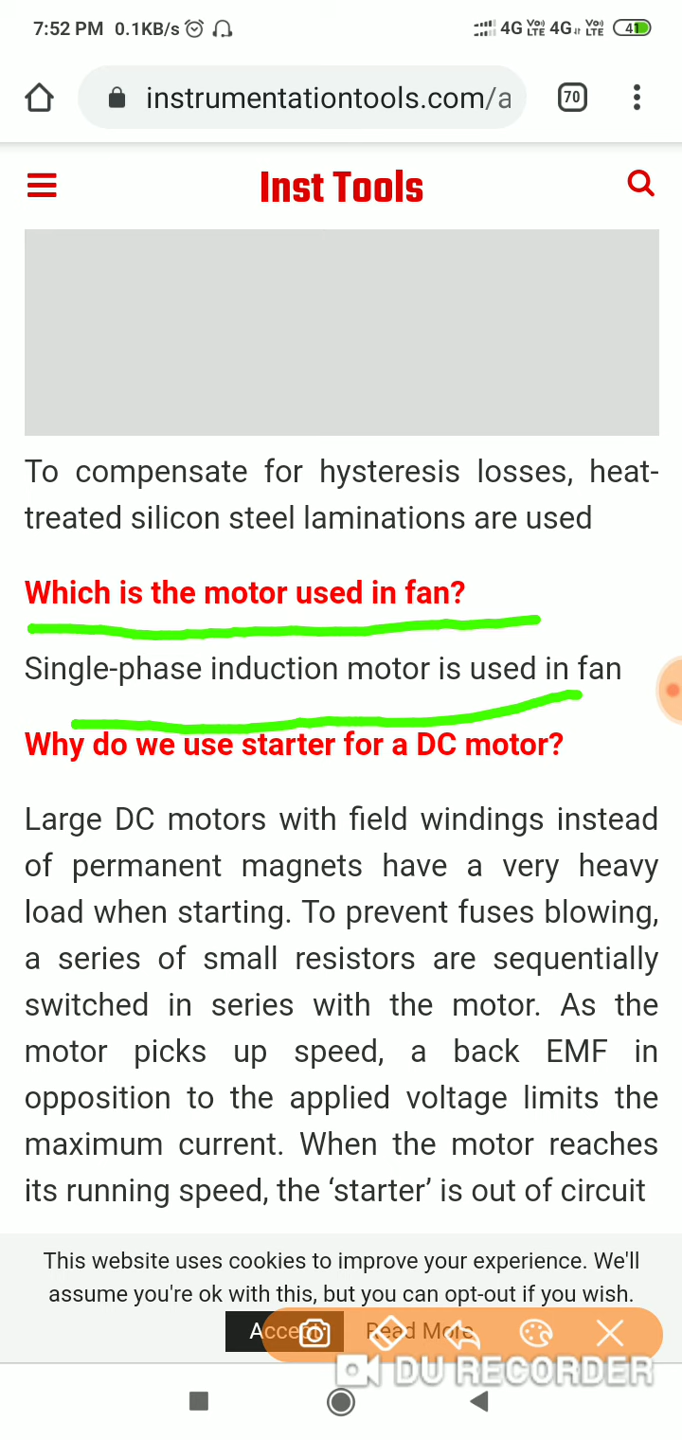 7:52 PM 0.1KB/s 4G Vo) LTE 4G Vo) LTE 41
instrumentationtools.com/a 70
Inst Tools
To compensate for hysteresis losses, heat-
treated silicon steel laminations are used
Which is the motor used in fan?
Single-phase induction motor is used in fan
Why do we use starter for a DC motor?
Large DC motors with field windings instead
of permanent magnets have a very heavy
load when starting. To prevent fuses blowing,
a series of small resistors are sequentially
switched in series with the motor. As the
motor picks up speed, a back EMF in
opposition to the applied voltage limits the
maximum current. When the motor reaches
its running speed, the ‘starter’ is out of circuit
This website uses cookies to improve your experience. We'll
assume you're ok with this, but you can opt-out if you wish.
Accept Read More
DU RECORDER